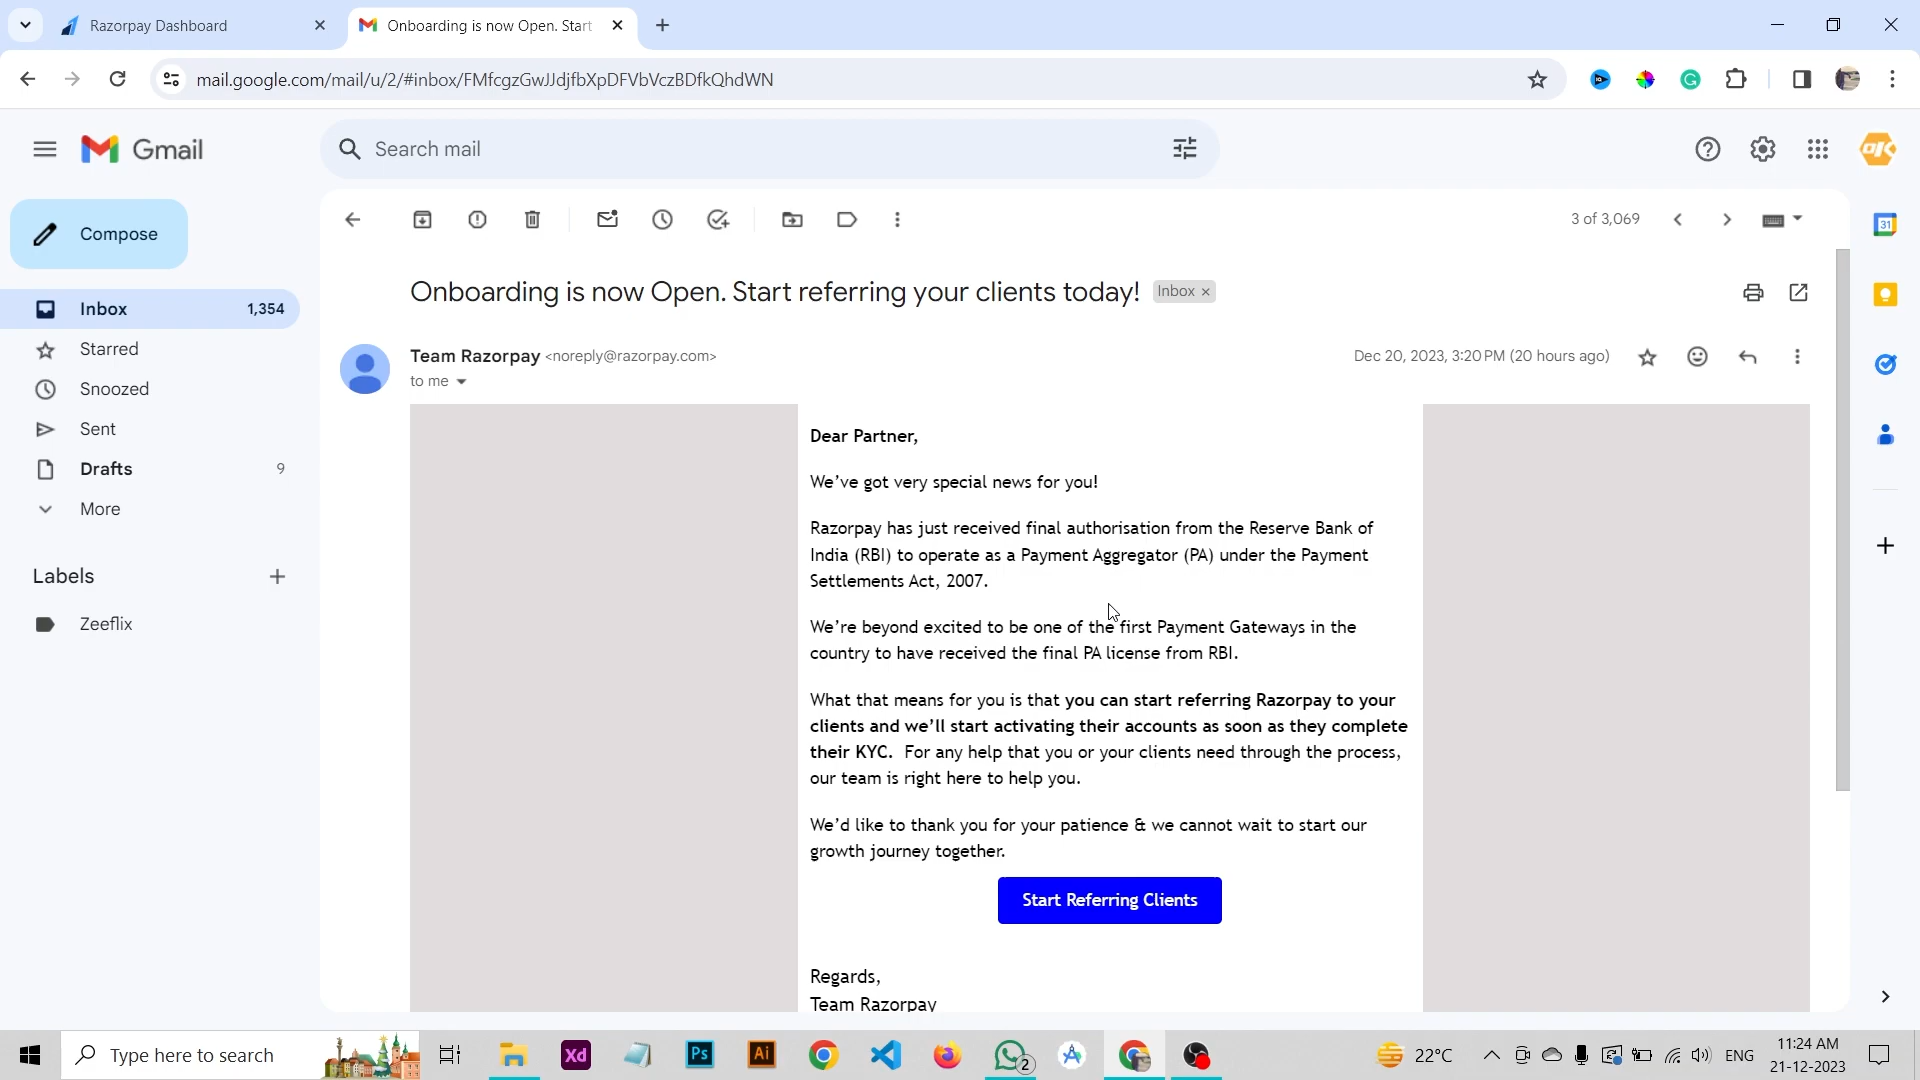 Razorpay Dashboard
Onboarding is now Open. Start
mail.google.com/mail/u/2/#inbox/FMfcgzGwJJdjfbXpDFVbVczBDfkQhdWN
Gmail
Search mail
Compose
3 of 3,069
Inbox 1,354
Starred
Snoozed
Sent
Drafts 9
More
Labels
Zeeflix
Onboarding is now Open. Start referring your clients today! Inbox ×
Team Razorpay <noreply@razorpay.com> Dec 20, 2023, 3:20 PM (20 hours ago)
to me
Dear Partner,
We’ve got very special news for you!
Razorpay has just received final authorisation from the Reserve Bank of
India (RBI) to operate as a Payment Aggregator (PA) under the Payment
Settlements Act, 2007.
We’re beyond excited to be one of the first Payment Gateways in the
country to have received the final PA license from RBI.
What that means for you is that you can start referring Razorpay to your
clients and we’ll start activating their accounts as soon as they complete
their KYC. For any help that you or your clients need through the process,
our team is right here to help you.
We’d like to thank you for your patience & we cannot wait to start our
growth journey together.
Start Referring Clients
Regards,
Team Razorpay
31
Type here to search
Xd
Ps
Ai
2
22°C
ENG
11:24 AM
21-12-2023